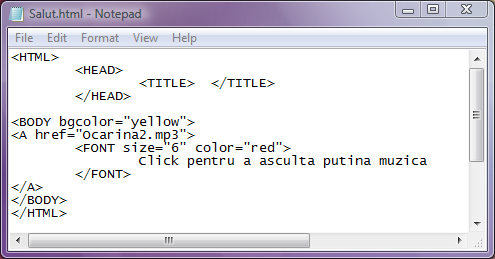 Salut.html - Notepad
File Edit Format View Help
<HTML>
<HEAD>
<TITLE> </TITLE>
</HEAD>
<BODY bgcolor="yellow">
<A href="Ocarina2.mp3">
<FONT size="6" color="red">
Click pentru a asculta putina muzica
</FONT>
</A>
</BODY>
</HTML>